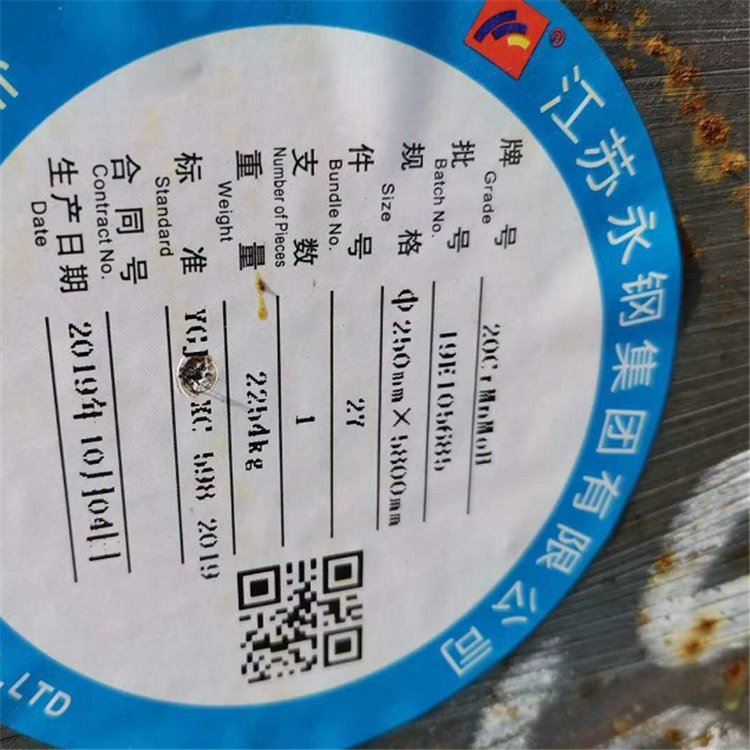 江苏永钢集团有限公司
®
牌号 20CrMnMoH
Grade
批号 19E105685
Batch No.
规格 Φ250mm×5800mm
Size
件号 27
Bundle No.
支数 1
Number of Pieces
重量 2254kg
Weight
标准 YGJ XC 598 2019
Standard
合同号
Contract No.
生产日期 2019年10月04日
Date
.,LTD